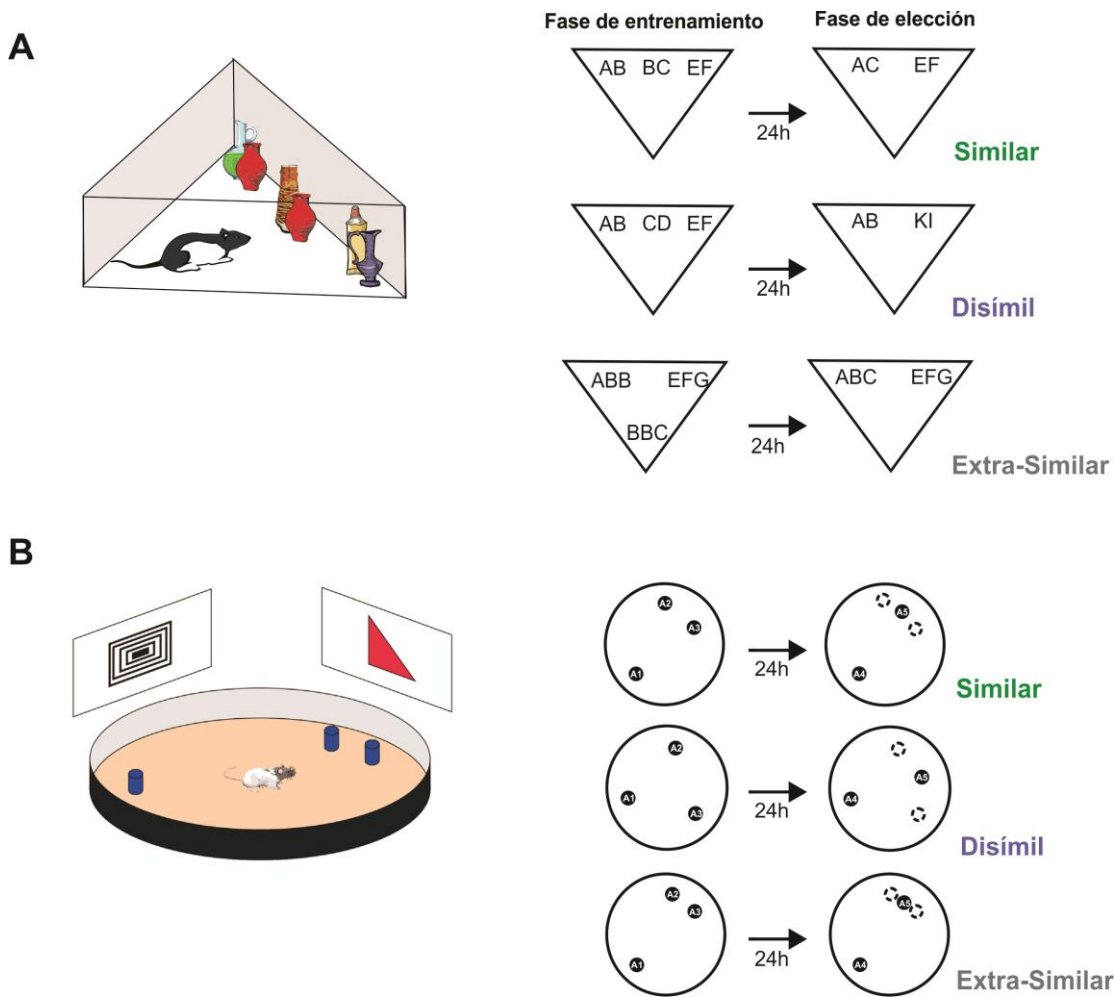 A
Fase de entrenamiento
Fase de elección
AB BC EF
24h
AC EF
Similar
AB CD EF
24h
AB KI
Disímil
ABB EFG
BBC
24h
ABC EFG
Extra-Similar
B
A2
A3
A1
24h
A5
A4
Similar
A2
A1
A3
24h
A5
A4
Disímil
A2
A3
A1
24h
A5
A4
Extra-Similar